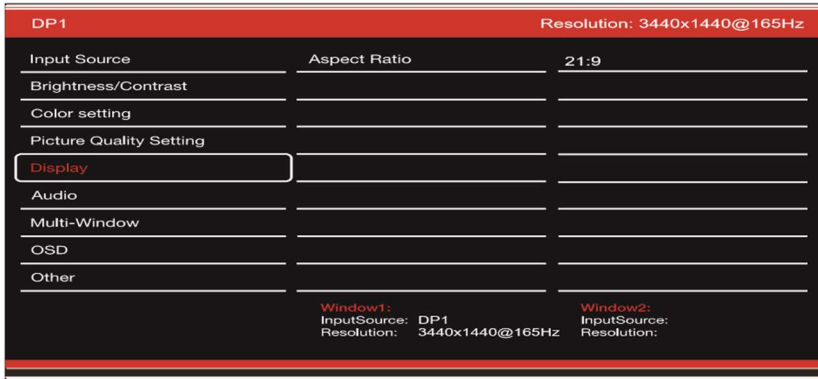 DP1 Resolution: 3440x1440@165Hz
Input Source Aspect Ratio 21:9
Brightness/Contrast
Color setting
Picture Quality Setting
Display
Audio
Multi-Window
OSD
Other
Window1: Window2:
InputSource: DP1 InputSource:
Resolution: 3440x1440@165Hz Resolution: